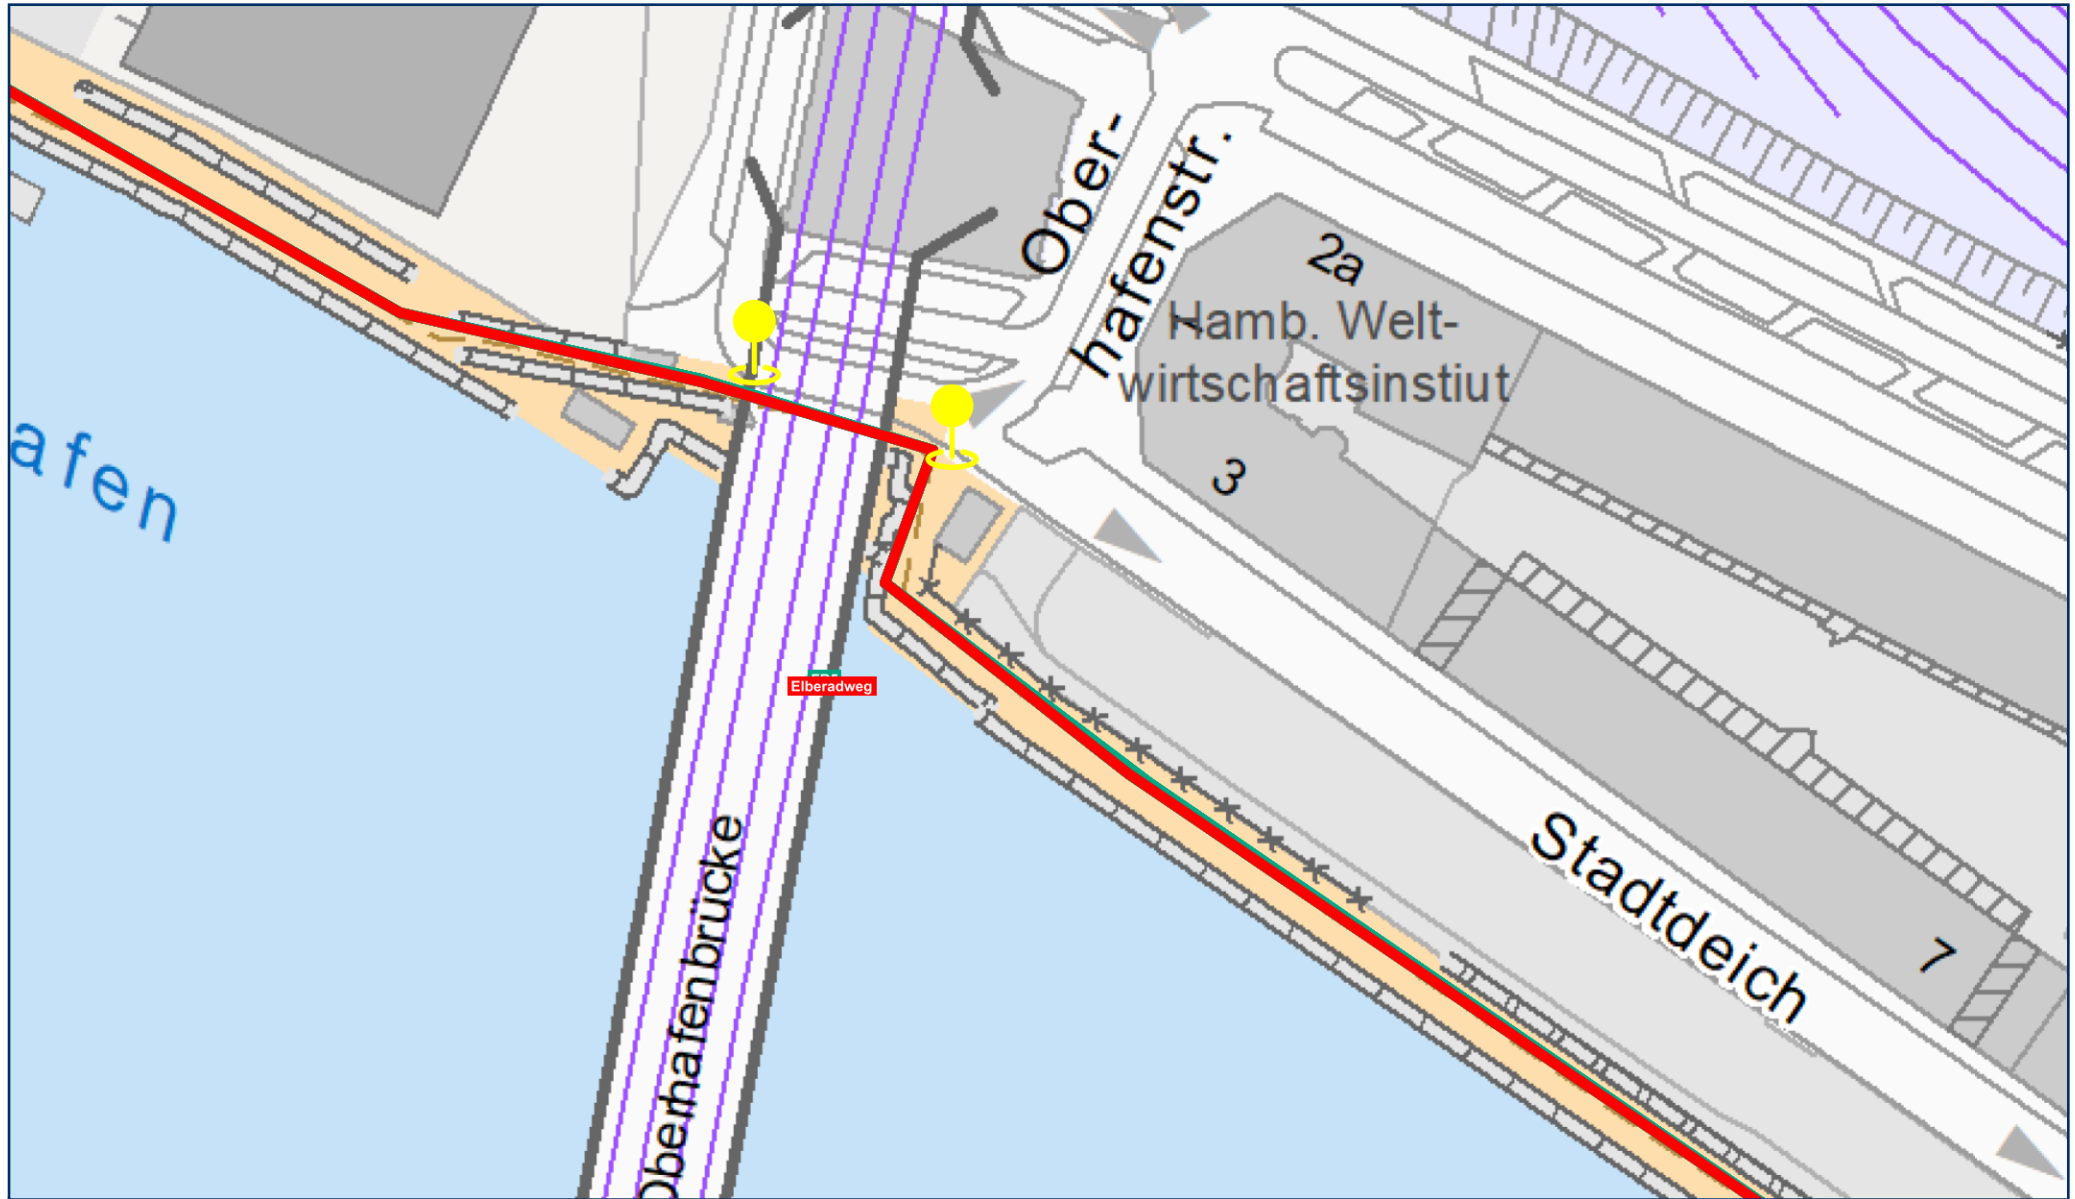 Ober-
hafenstr.
2a
Hamb. Welt-
wirtschaftsinstiut
3
afen
Elberadweg
Oberhafenbrücke
Stadtdeich
7